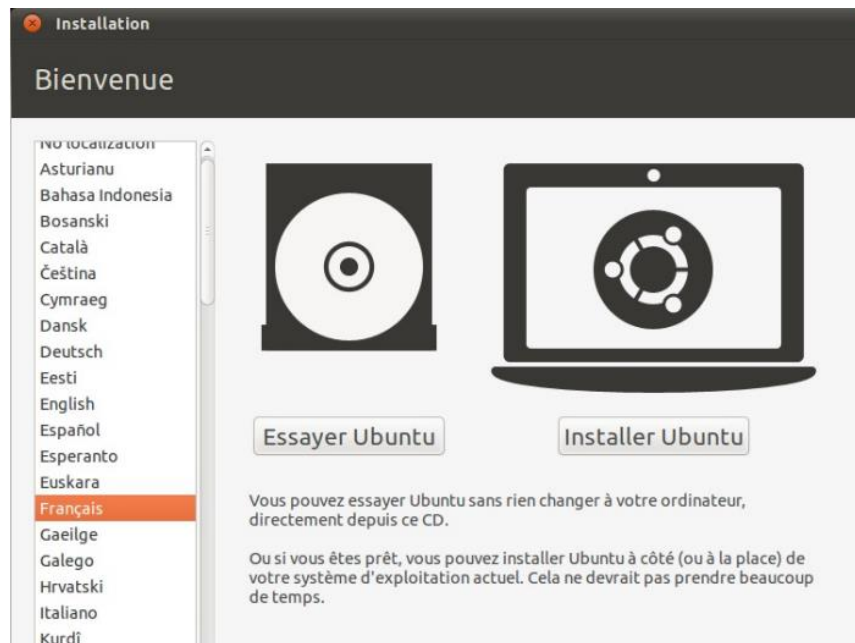 Installation
Bienvenue
No localization
Asturianu
Bahasa Indonesia
Bosanski
Català
Čeština
Cymraeg
Dansk
Deutsch
Eesti
English
Español
Esperanto
Euskara
Français
Gaeilge
Galego
Hrvatski
Italiano
Kurdî
Essayer Ubuntu
Installer Ubuntu
Vous pouvez essayer Ubuntu sans rien changer à votre ordinateur,
directement depuis ce CD.
Ou si vous êtes prêt, vous pouvez installer Ubuntu à côté (ou à la place) de
votre système d'exploitation actuel. Cela ne devrait pas prendre beaucoup
de temps.